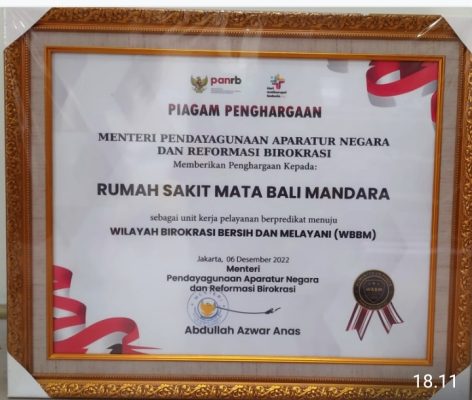 panrb
PIAGAM PENGHARGAAN
MENTERI PENDAYAGUNAAN APARATUR NEGARA
DAN REFORMASI BIROKRASI
Memberikan Penghargaan Kepada:
RUMAH SAKIT MATA BALI MANDARA
sebagai unit kerja pelayanan berpredikat menuju
WILAYAH BIROKRASI BERSIH DAN MELAYANI (WBBM)
Jakarta, 06 Desember 2022
Menteri
Pendayagunaan Aparatur Negara
dan Reformasi Birokrasi
Abdullah Azwar Anas
WBBM
18.11